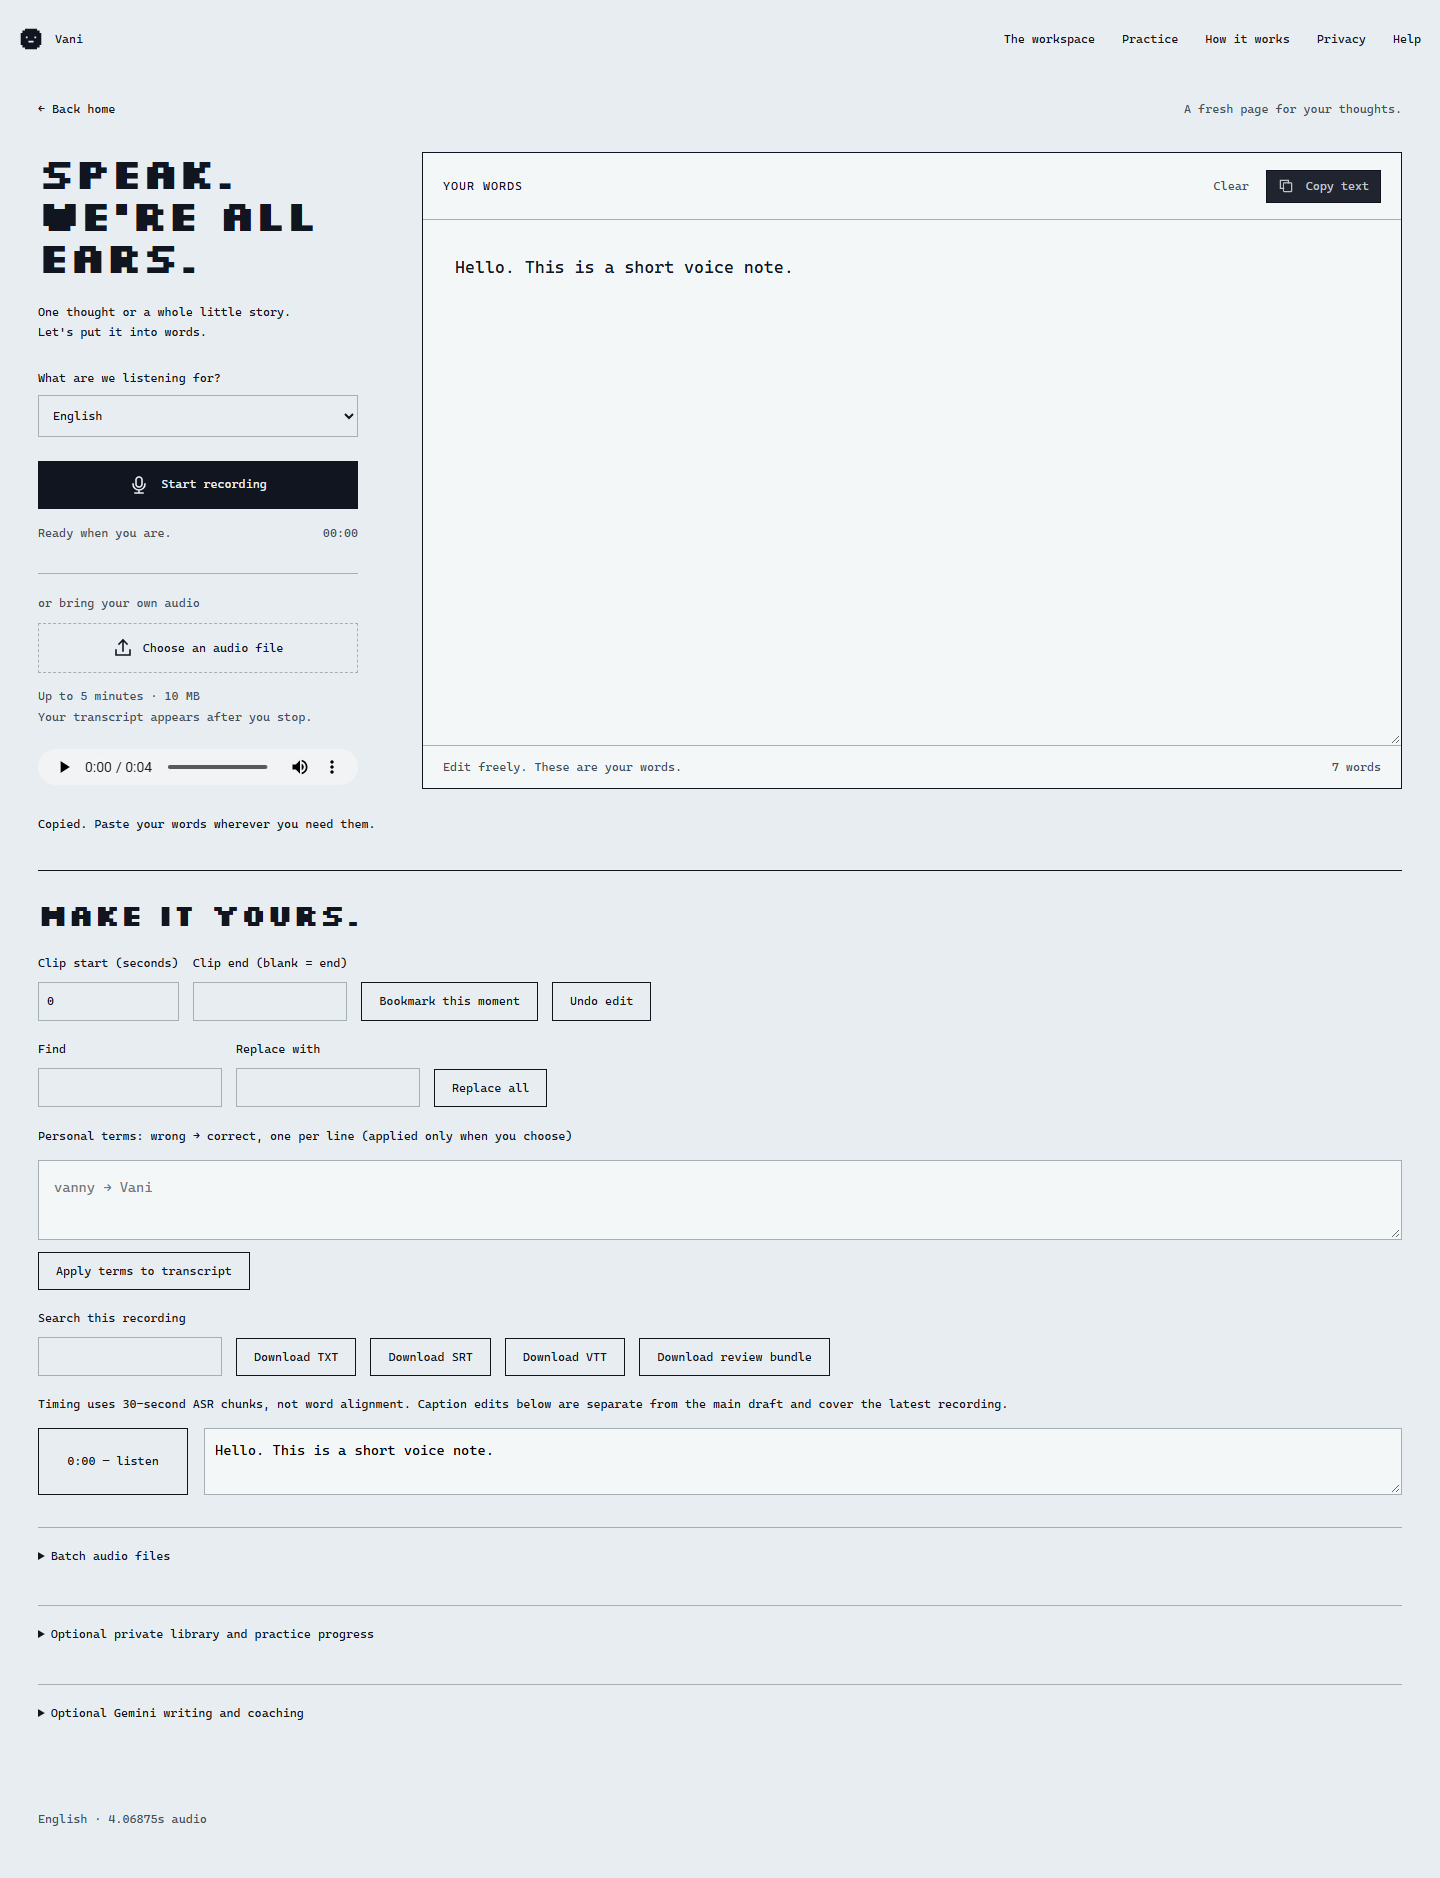 Vani
The workspace
Practice
How it works
Privacy
Help
← Back home
A fresh page for your thoughts.
SPEAK.
WE'RE ALL
EARS.
One thought or a whole little story.
Let's put it into words.
What are we listening for?
English
Start recording
Ready when you are.
00:00
or bring your own audio
Choose an audio file
Up to 5 minutes · 10 MB
Your transcript appears after you stop.
0:00 / 0:04
YOUR WORDS
Clear
Copy text
Hello. This is a short voice note.
Edit freely. These are your words.
7 words
Copied. Paste your words wherever you need them.
MAKE IT YOURS.
Clip start (seconds)
Clip end (blank = end)
0
Bookmark this moment
Undo edit
Find
Replace with
Replace all
Personal terms: wrong → correct, one per line (applied only when you choose)
vanny → Vani
Apply terms to transcript
Search this recording
Download TXT
Download SRT
Download VTT
Download review bundle
Timing uses 30-second ASR chunks, not word alignment. Caption edits below are separate from the main draft and cover the latest recording.
0:00 — listen
Hello. This is a short voice note.
Batch audio files
Optional private library and practice progress
Optional Gemini writing and coaching
English · 4.06875s audio